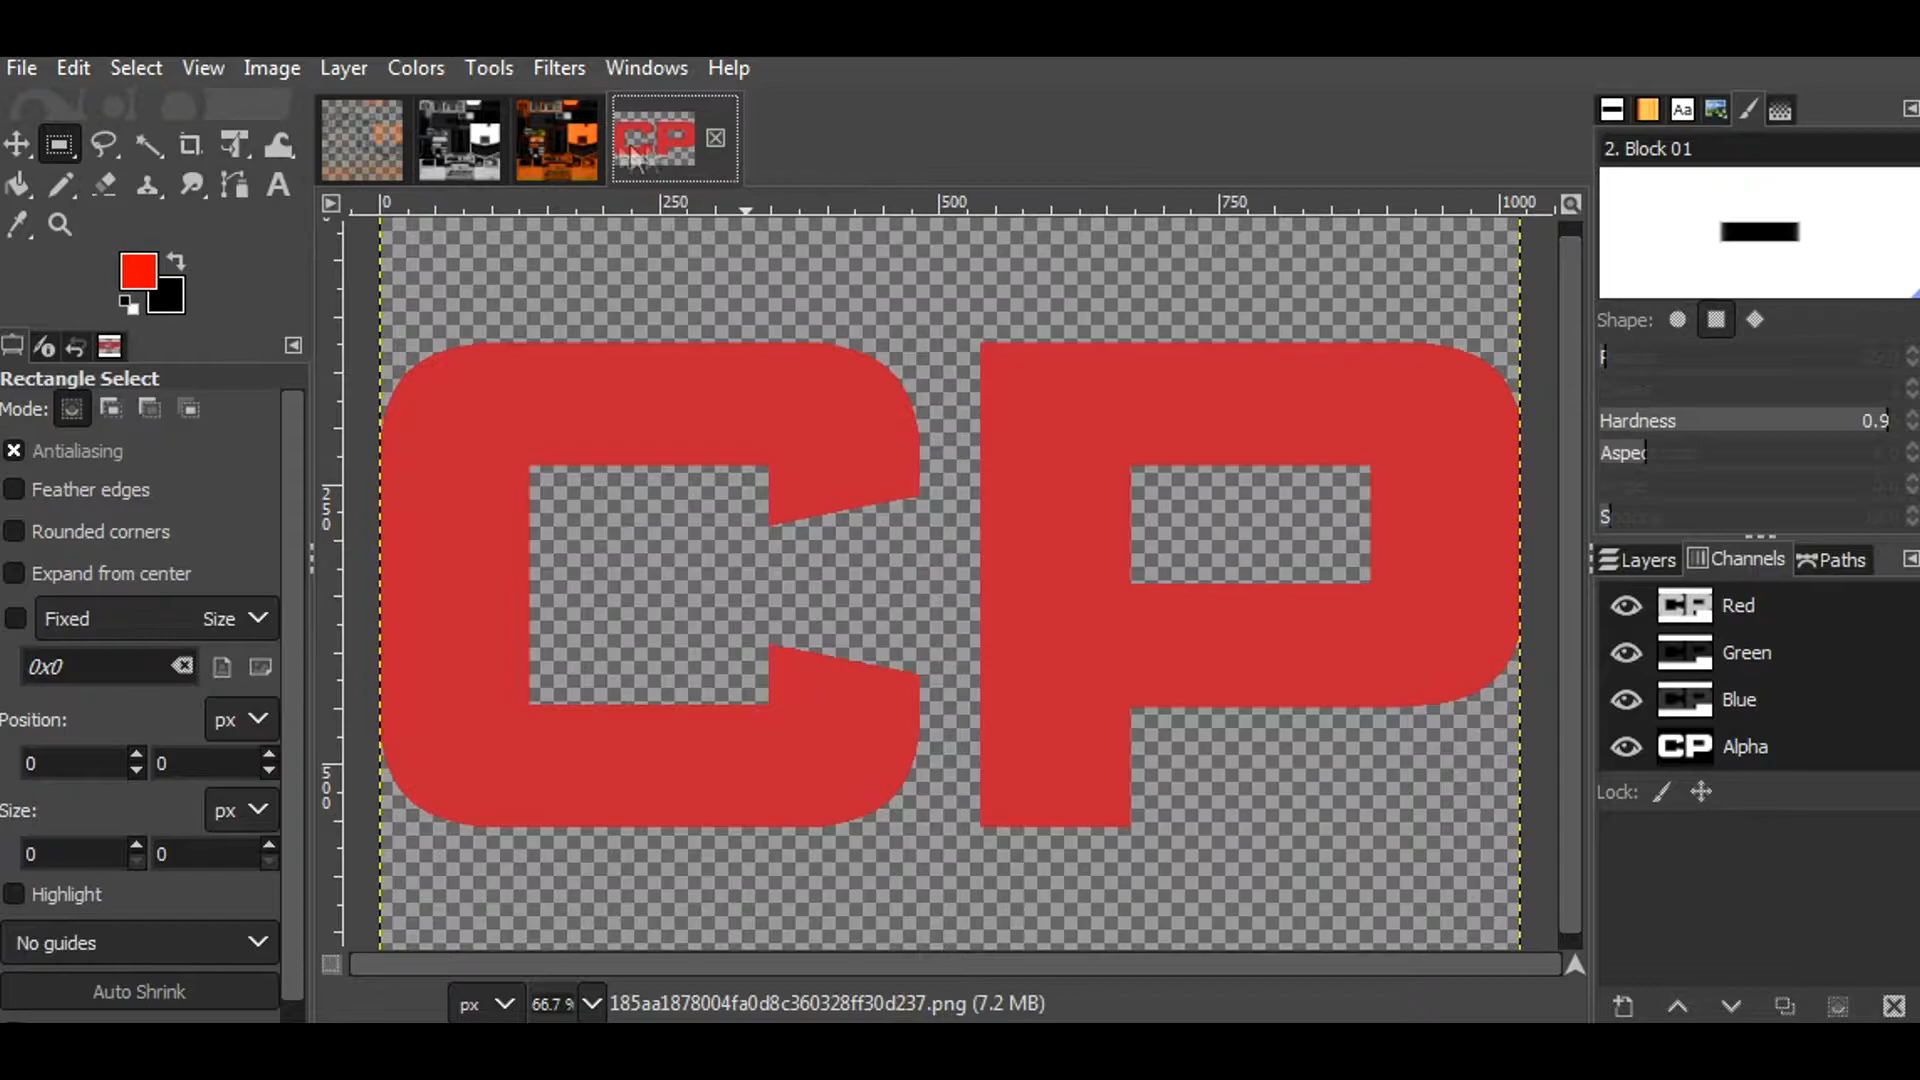 File Edit Select View Image Layer Colors Tools Filters Windows Help
CP
Aa
2. Block 01
0 250 500 750 1000
Shape:
Rectangle Select
Mode:
Antialiasing
Hardness 0.9
Feather edges
250
Rounded corners
Expand from center
Layers Channels Paths
Fixed Size
Red
0x0
Green
Position: px
Blue
0 0
Alpha
500
Lock:
Size: px
0 0
Highlight
No guides
Auto Shrink
px 66.7 % 185aa1878004fa0d8c360328ff30d237.png (7.2 MB)
CP